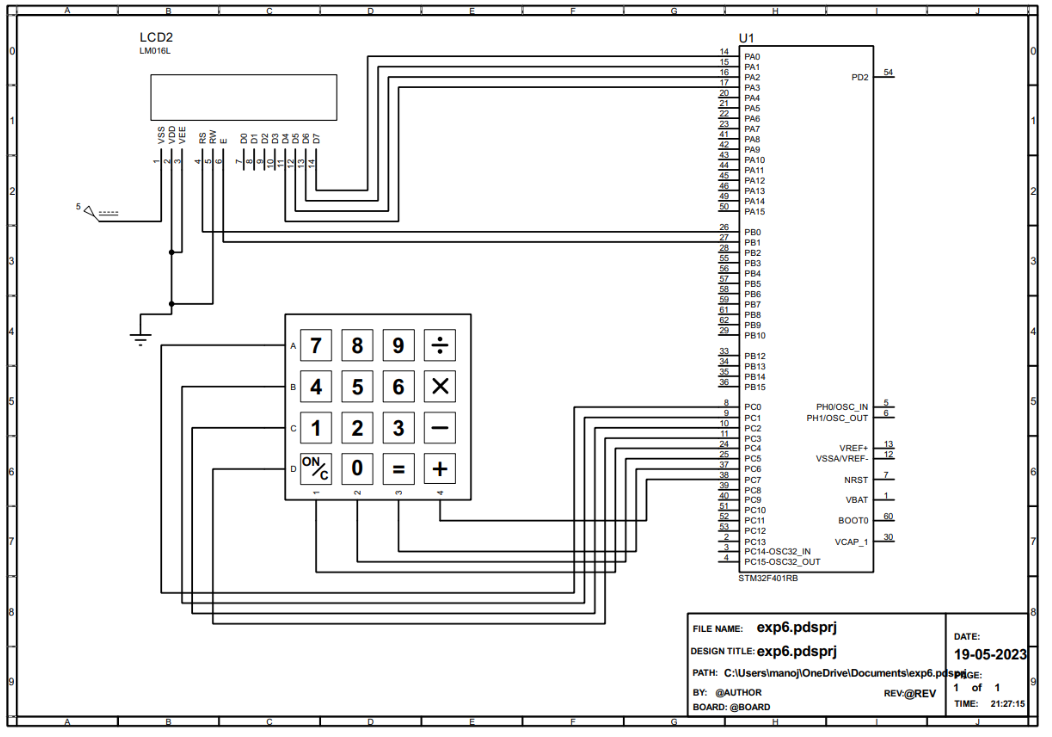 A B C D E F G H I J
LCD2
LM016L
VSS VDD VEE RS RW E D0 D1 D2 D3 D4 D5 D6 D7
1 2 3 4 5 6 7 8 9 10 11 12 13 14
5
U1
14 PA0
15 PA1
16 PA2
17 PA3
20 PA4
21 PA5
22 PA6
23 PA7
41 PA8
42 PA9
43 PA10
44 PA11
45 PA12
46 PA13
49 PA14
50 PA15
26 PB0
27 PB1
28 PB2
55 PB3
56 PB4
57 PB5
58 PB6
59 PB7
61 PB8
62 PB9
29 PB10
33 PB12
34 PB13
35 PB14
36 PB15
8 PC0
9 PC1
10 PC2
11 PC3
24 PC4
25 PC5
37 PC6
38 PC7
39 PC8
40 PC9
51 PC10
52 PC11
53 PC12
2 PC13
3 PC14-OSC32_IN
4 PC15-OSC32_OUT
PD2 54
PH0/OSC_IN 5
PH1/OSC_OUT 6
VREF+ 13
VSSA/VREF- 12
NRST 7
VBAT 1
BOOT0 60
VCAP_1 30
STM32F401RB
A 7 8 9 ÷
B 4 5 6 ×
C 1 2 3 −
D ON/C 0 = +
1 2 3 4
0 0
1 1
2 2
3 3
4 4
5 5
6 6
7 7
8 8
9 9
FILE NAME: exp6.pdsprj
DESIGN TITLE: exp6.pdsprj
PATH: C:\Users\manoj\OneDrive\Documents\exp6.pdsprj
BY: @AUTHOR REV:@REV
BOARD: @BOARD
DATE:
19-05-2023
PAGE:
1 of 1
TIME: 21:27:15
A B C D E F G H I J